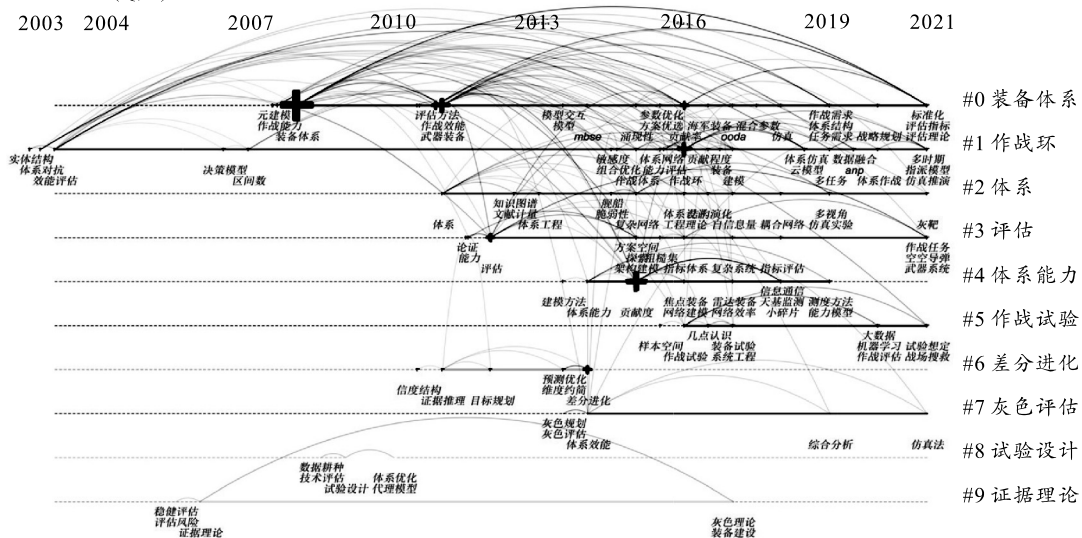 2003 2004 2007 2010 2013 2016 2019 2021
#0 装备体系
元建模 评估方法 模型交互 参数优化 作战需求 标准化
作战能力 作战效能 模型 方案优选 海军装备 混合参数 体系结构 评估指标
装备体系 武器装备 mbse 涌现性 贡献率 ooda 仿真 任务需求 战略规划 评估理论
#1 作战环
实体结构 决策模型 敏感度 体系网络 贡献程度 体系仿真 数据融合 多时期
体系对抗 区间数 组合优化 能力评估 装备 云模型 anp 指派模型
效能评估 作战体系 作战环 建模 多任务 体系作战 仿真推演
#2 体系
知识图谱 舰船
体系 文献计量 脆弱性 体系 演化 多视角 灰靶
体系工程 复杂网络 工程理论 自信息量 耦合网络 仿真实验
#3 评估
论证 方案空间 作战任务
能力 粗糙集 空空导弹
评估 架构建模 指标体系 复杂系统 指标评估 武器系统
#4 体系能力
信息通信
建模方法 焦点装备 雷达装备 天基监测 测度方法
体系能力 贡献度 网络建模 网络效率 小碎片 能力模型
#5 作战试验
几点认识 大数据
样本空间 装备试验 机器学习 试验想定
作战试验 系统工程 作战评估 战场搜救
#6 差分进化
信度结构 预测优化
证据推理 目标规划 维度约简
差分进化
#7 灰色评估
灰色规划
灰色评估
体系效能 综合分析 仿真法
#8 试验设计
数据耕种
技术评估 体系优化
试验设计 代理模型
#9 证据理论
稳健评估 灰色理论
评估风险 装备建设
证据理论